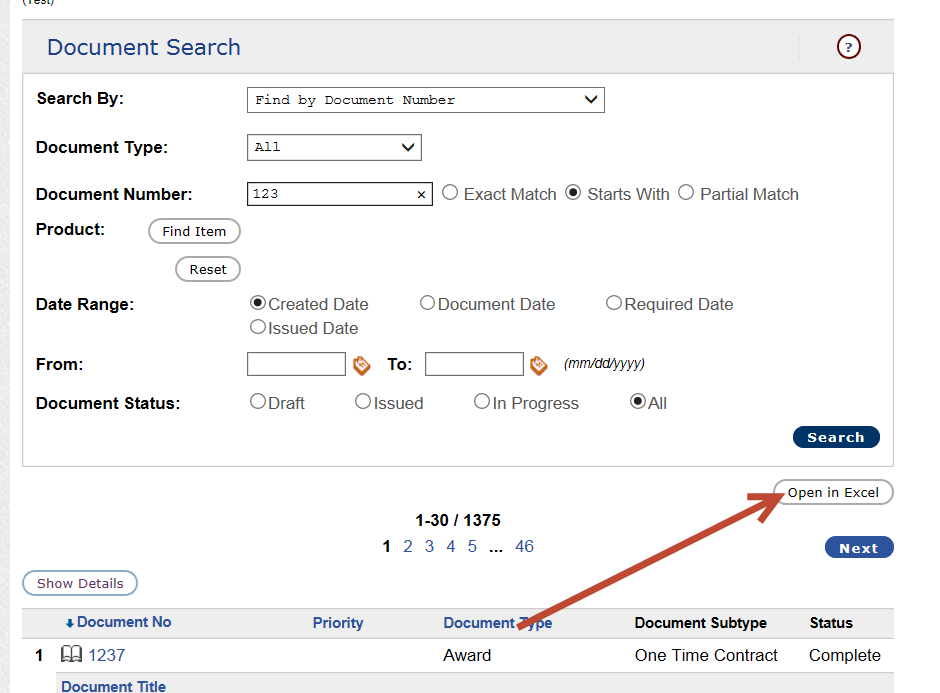 (Test)
Document Search
?
Search By: Find by Document Number
Document Type: All
Document Number: 123 × Exact Match Starts With Partial Match
Product: Find Item
Reset
Date Range: Created Date Document Date Required Date
Issued Date
From: To: (mm/dd/yyyy)
Document Status: Draft Issued In Progress All
Search
Open in Excel
1-30 / 1375
1 2 3 4 5 ... 46
Next
Show Details
Document No Priority Document Type Document Subtype Status
1 1237 Award One Time Contract Complete
Document Title